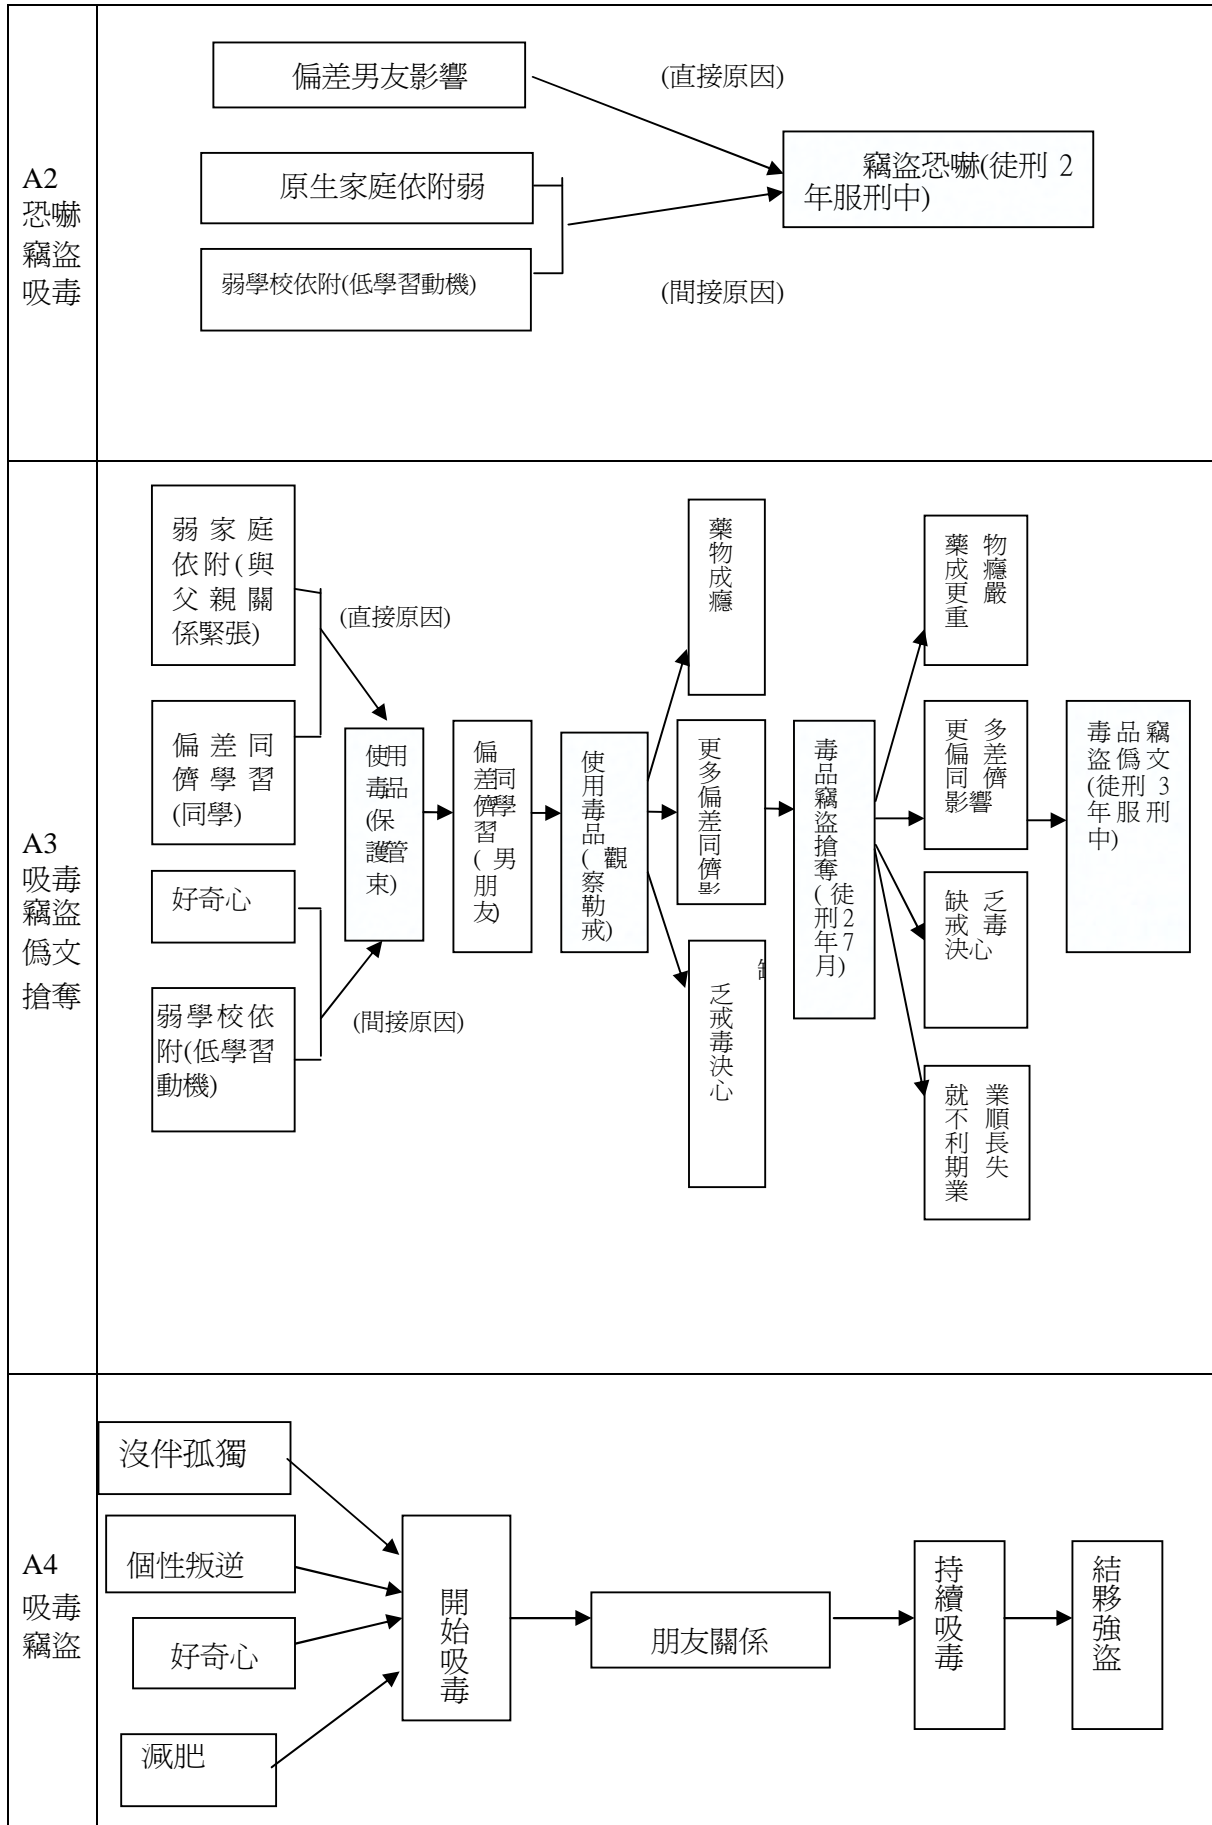 A2
恐嚇
竊盜
吸毒
偏差男友影響
(直接原因)
原生家庭依附弱
竊盜恐嚇(徒刑 2
年服刑中)
弱學校依附(低學習動機)
(間接原因)
A3
吸毒
竊盜
僞文
搶奪
弱家庭
依附(與
父親關
係緊張)
(直接原因)
偏差同
儕學習
(同學)
好奇心
弱學校依
附(低學習
動機)
(間接原因)
使用
毒品
(保
護管
束)
偏差同儕學習(男朋友)
使用毒品(觀察勒戒)
藥物成癮
更多偏差同儕影
缺
乏戒毒決心
毒品竊盜搶奪(徒刑2年7月)
藥物
成癮
更嚴
重
更多
偏差
同儕
影響
缺乏
戒毒
決心
就業
不順
利長
期失
業
毒品竊
盜僞文
(徒刑 3
年服刑
中)
A4
吸毒
竊盜
沒伴孤獨
個性叛逆
好奇心
減肥
開始吸毒
朋友關係
持續吸毒
結夥強盜